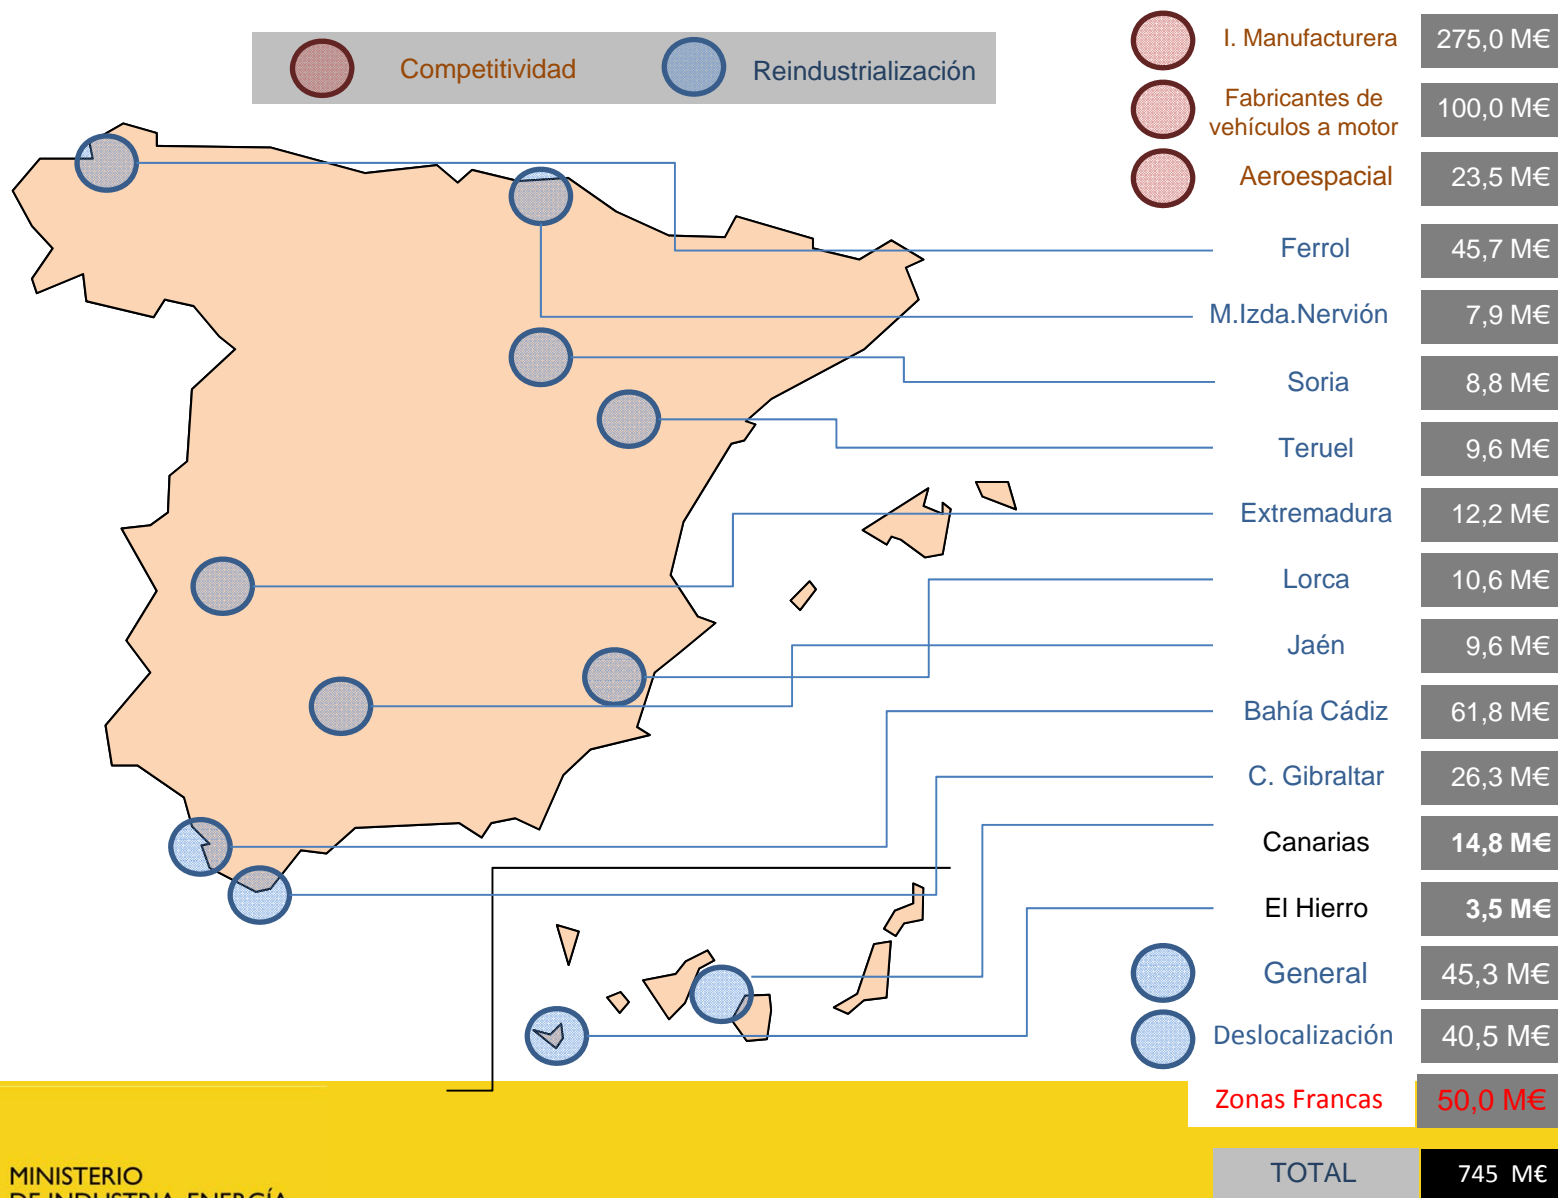 Competitividad
Reindustrialización
I. Manufacturera 275,0 M€
Fabricantes de
vehículos a motor 100,0 M€
Aeroespacial 23,5 M€
Ferrol 45,7 M€
M.Izda.Nervión 7,9 M€
Soria 8,8 M€
Teruel 9,6 M€
Extremadura 12,2 M€
Lorca 10,6 M€
Jaén 9,6 M€
Bahía Cádiz 61,8 M€
C. Gibraltar 26,3 M€
Canarias 14,8 M€
El Hierro 3,5 M€
General 45,3 M€
Deslocalización 40,5 M€
Zonas Francas 50,0 M€
TOTAL 745 M€
MINISTERIO
DE INDUSTRIA, ENERGÍA